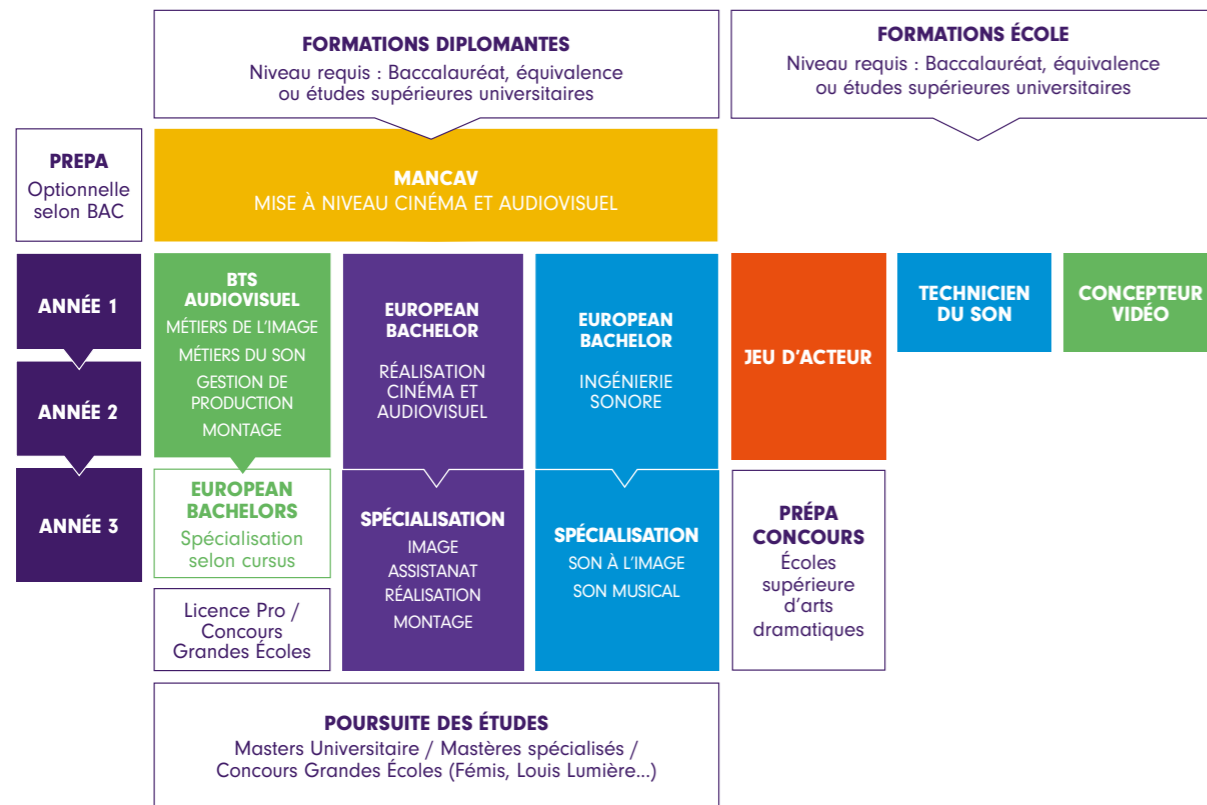 FORMATIONS DIPLOMANTES
Niveau requis : Baccalauréat, équivalence
ou études supérieures universitaires
FORMATIONS ÉCOLE
Niveau requis : Baccalauréat, équivalence
ou études supérieures universitaires
PREPA
Optionnelle
selon BAC
MANCAV
MISE À NIVEAU CINÉMA ET AUDIOVISUEL
ANNÉE 1
ANNÉE 2
ANNÉE 3
BTS
AUDIOVISUEL
MÉTIERS DE L'IMAGE
MÉTIERS DU SON
GESTION DE
PRODUCTION
MONTAGE
EUROPEAN
BACHELORS
Spécialisation
selon cursus
Licence Pro /
Concours
Grandes Écoles
EUROPEAN
BACHELOR
RÉALISATION
CINÉMA ET
AUDIOVISUEL
SPÉCIALISATION
IMAGE
ASSISTANAT
RÉALISATION
MONTAGE
EUROPEAN
BACHELOR
INGÉNIERIE
SONORE
SPÉCIALISATION
SON À L'IMAGE
SON MUSICAL
JEU D'ACTEUR
PRÉPA
CONCOURS
Écoles
supérieure
d'arts
dramatiques
TECHNICIEN
DU SON
CONCEPTEUR
VIDÉO
POURSUITE DES ÉTUDES
Masters Universitaire / Mastères spécialisés /
Concours Grandes Écoles (Fémis, Louis Lumière...)